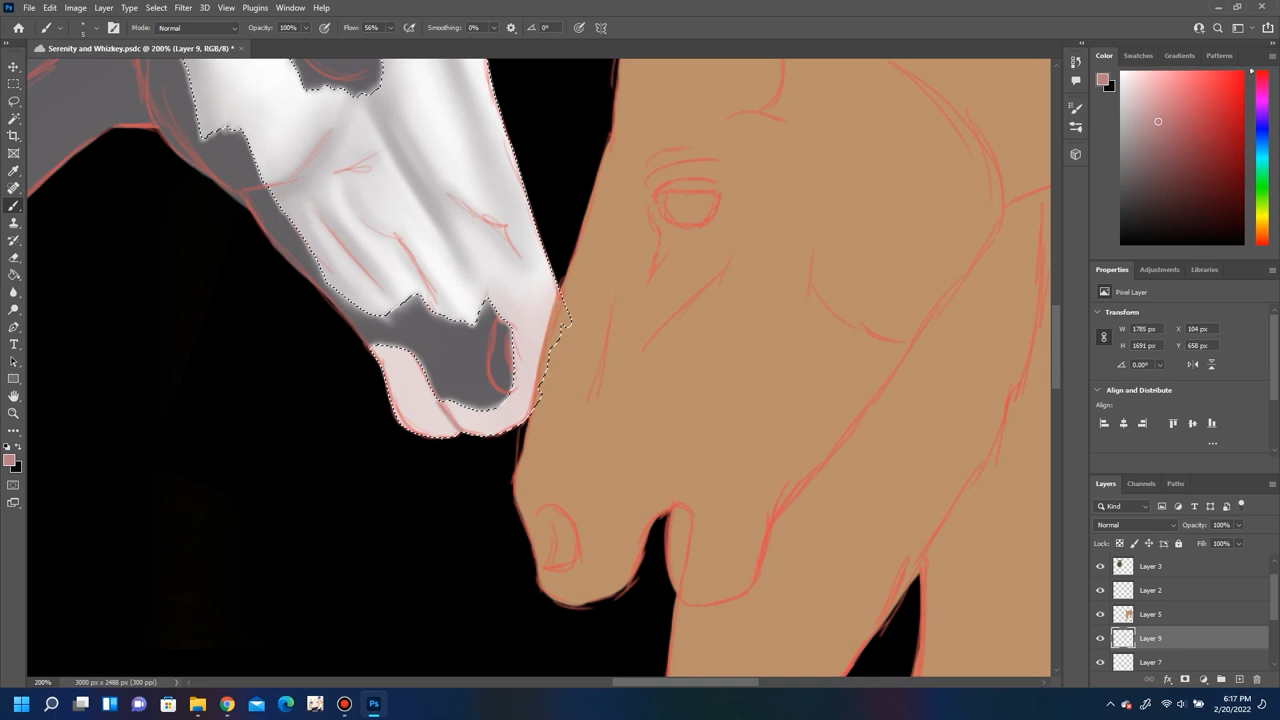 Ps File Edit Image Layer Type Select Filter 3D View Plugins Window Help
5 Mode: Normal Opacity: 100% Flow: 56% Smoothing: 0% 0°
Serenity and Whizkey.psdc @ 200% (Layer 9, RGB/8) *
Color Swatches Gradients Patterns
Properties Adjustments Libraries
Pixel Layer
Transform
W 1785 px X 104 px
H 1691 px Y 658 px
0.00°
Align and Distribute
Align:
Layers Channels Paths
Kind
Normal Opacity: 100%
Lock: Fill: 100%
Layer 3
Layer 2
Layer 5
Layer 9
Layer 7
200% 3000 px x 2488 px (300 ppi)
Ps
6:17 PM
2/20/2022